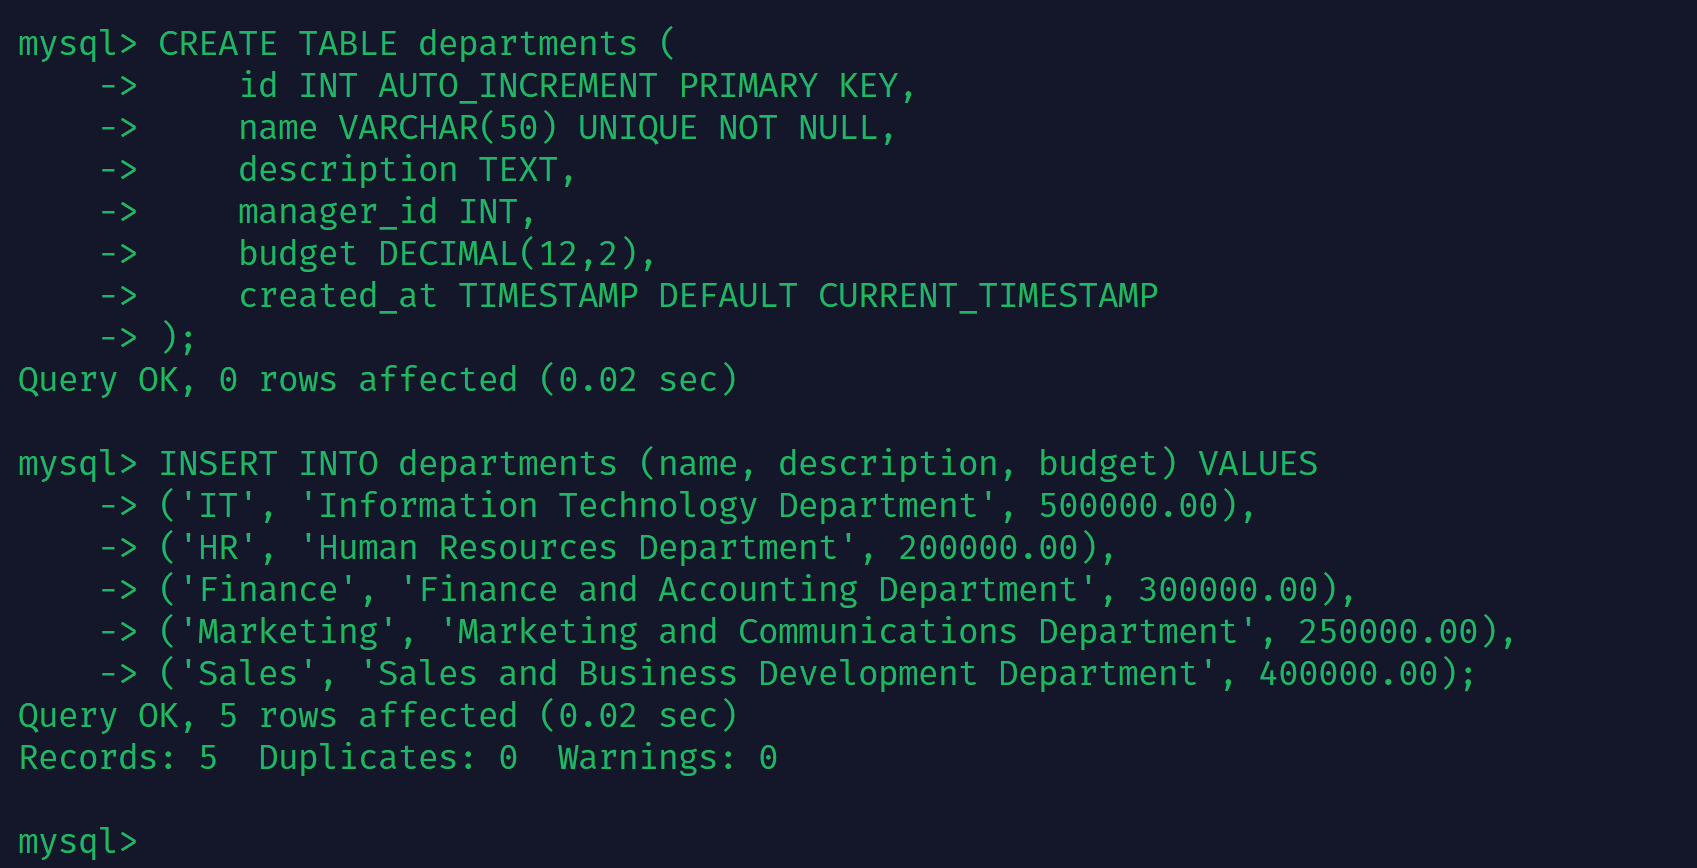 mysql> CREATE TABLE departments (
    ->     id INT AUTO_INCREMENT PRIMARY KEY,
    ->     name VARCHAR(50) UNIQUE NOT NULL,
    ->     description TEXT,
    ->     manager_id INT,
    ->     budget DECIMAL(12,2),
    ->     created_at TIMESTAMP DEFAULT CURRENT_TIMESTAMP
    -> );
Query OK, 0 rows affected (0.02 sec)

mysql> INSERT INTO departments (name, description, budget) VALUES
    -> ('IT', 'Information Technology Department', 500000.00),
    -> ('HR', 'Human Resources Department', 200000.00),
    -> ('Finance', 'Finance and Accounting Department', 300000.00),
    -> ('Marketing', 'Marketing and Communications Department', 250000.00),
    -> ('Sales', 'Sales and Business Development Department', 400000.00);
Query OK, 5 rows affected (0.02 sec)
Records: 5  Duplicates: 0  Warnings: 0

mysql>